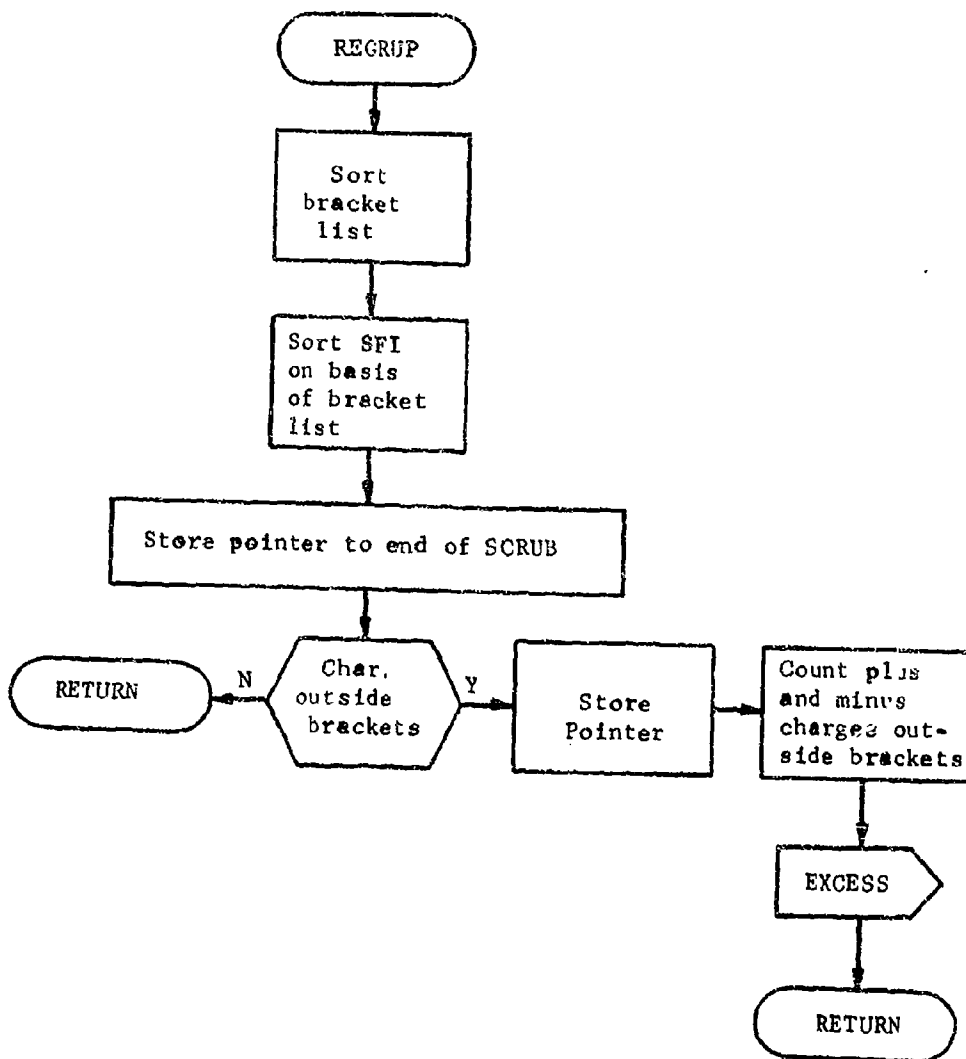 REGRUP
Sort
bracket
list
Sort SFI
on basis
of bracket
list
Store pointer to end of SCRUB
Char.
outside
brackets
N
RETURN
Y
Store
Pointer
Count plus
and minus
charges out-
side brackets
EXCESS
RETURN